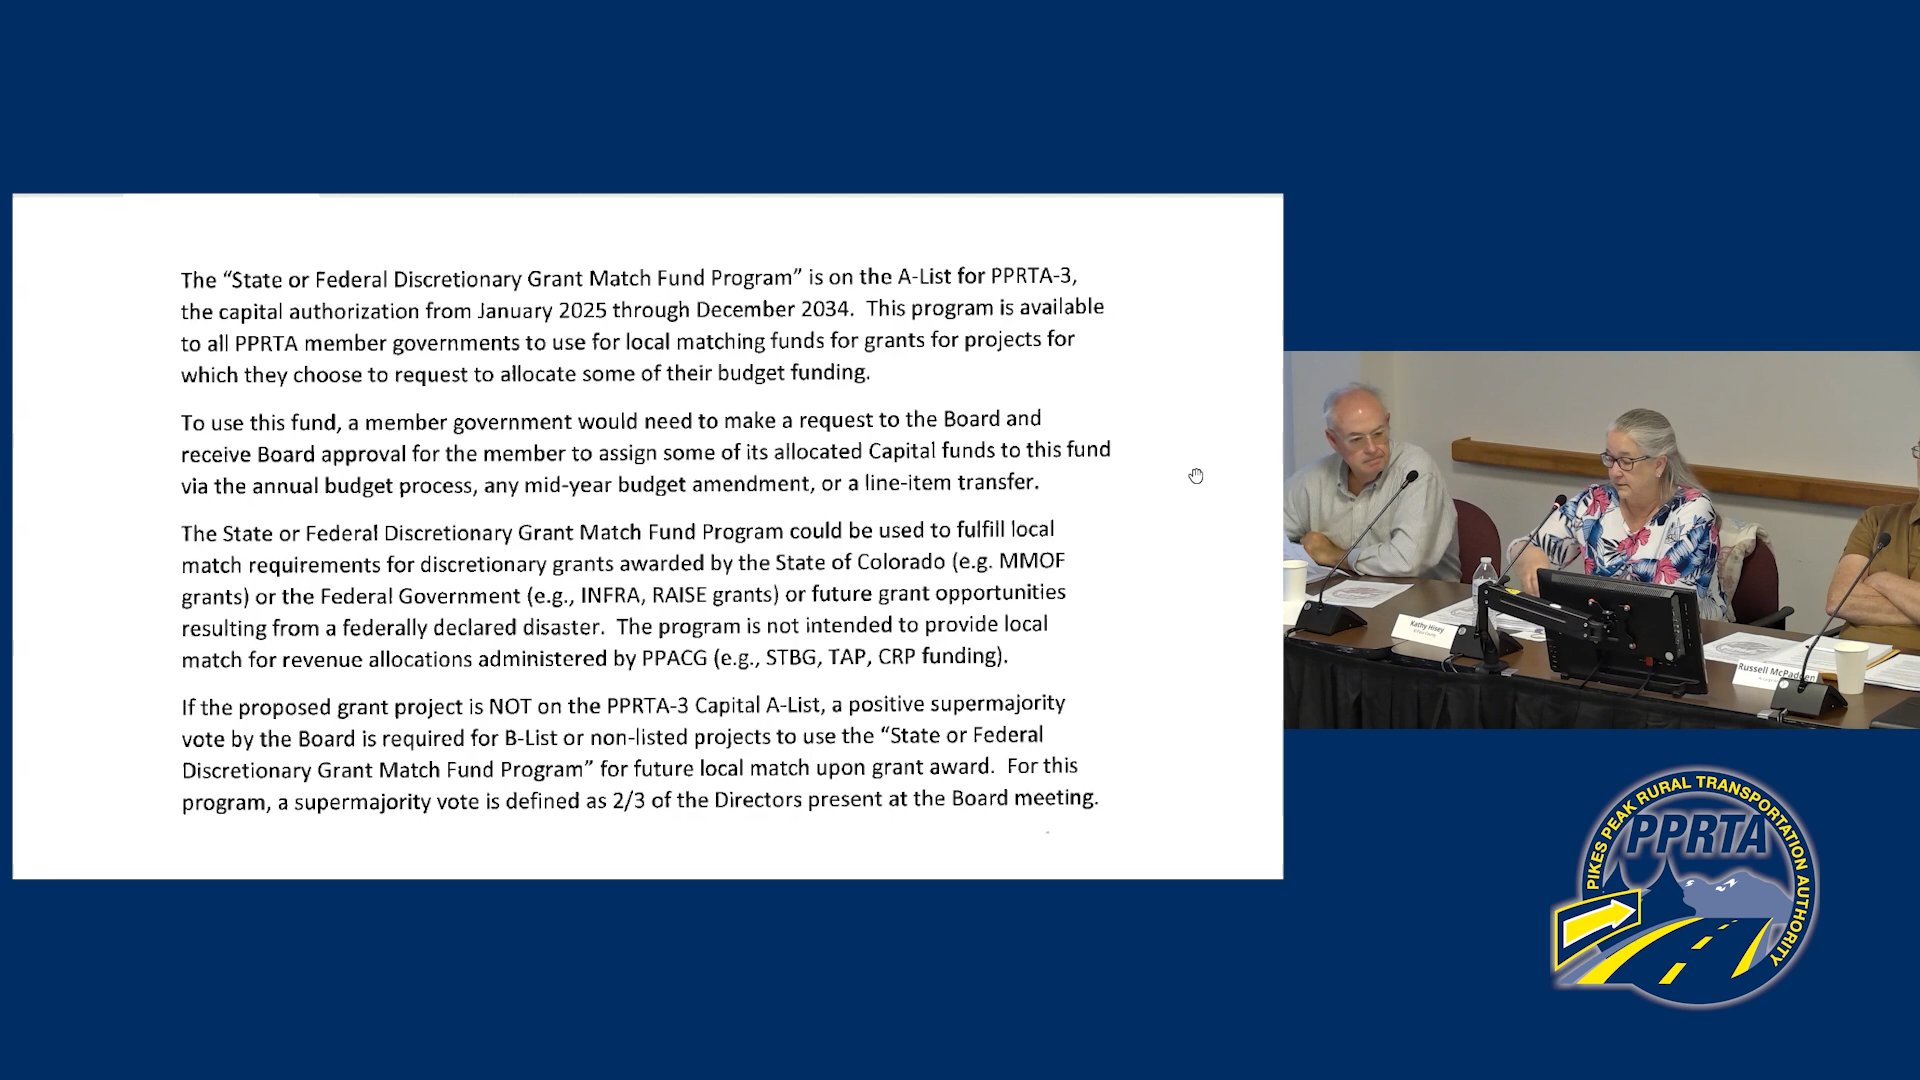 The “State or Federal Discretionary Grant Match Fund Program” is on the A-List for PPRTA-3,
the capital authorization from January 2025 through December 2034.  This program is available
to all PPRTA member governments to use for local matching funds for grants for projects for
which they choose to request to allocate some of their budget funding.
To use this fund, a member government would need to make a request to the Board and
receive Board approval for the member to assign some of its allocated Capital funds to this fund
via the annual budget process, any mid-year budget amendment, or a line-item transfer.
The State or Federal Discretionary Grant Match Fund Program could be used to fulfill local
match requirements for discretionary grants awarded by the State of Colorado (e.g. MMOF
grants) or the Federal Government (e.g., INFRA, RAISE grants) or future grant opportunities
resulting from a federally declared disaster.  The program is not intended to provide local
match for revenue allocations administered by PPACG (e.g., STBG, TAP, CRP funding).
If the proposed grant project is NOT on the PPRTA-3 Capital A-List, a positive supermajority
vote by the Board is required for B-List or non-listed projects to use the “State or Federal
Discretionary Grant Match Fund Program” for future local match upon grant award.  For this
program, a supermajority vote is defined as 2/3 of the Directors present at the Board meeting.
Kathy Hisey
Russell McPadden
PIKES PEAK RURAL TRANSPORTATION AUTHORITY
PPRTA